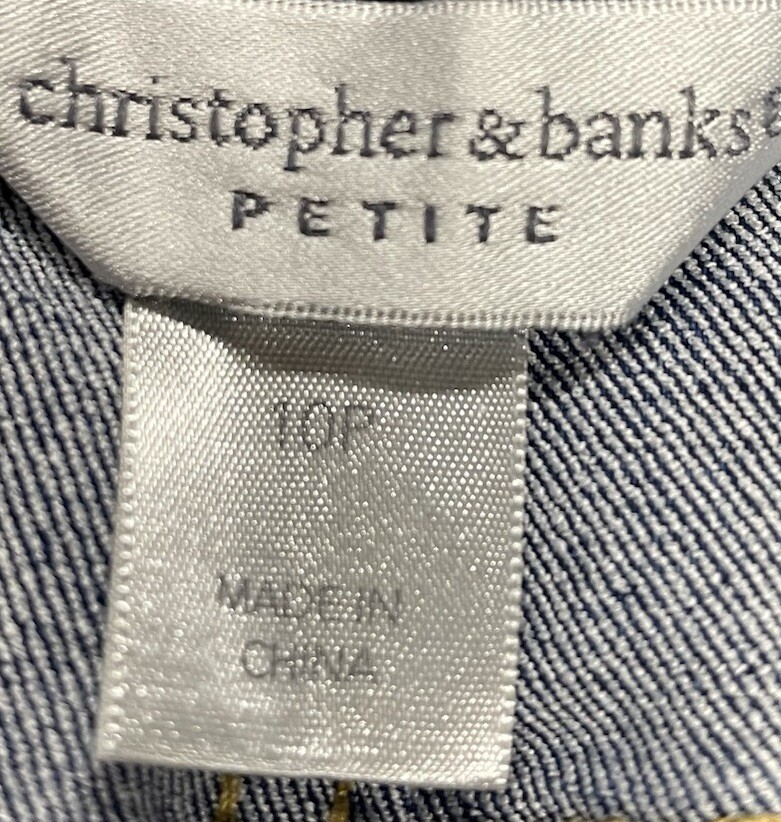 christopher & banks®
PETITE
10P
MADE IN
CHINA